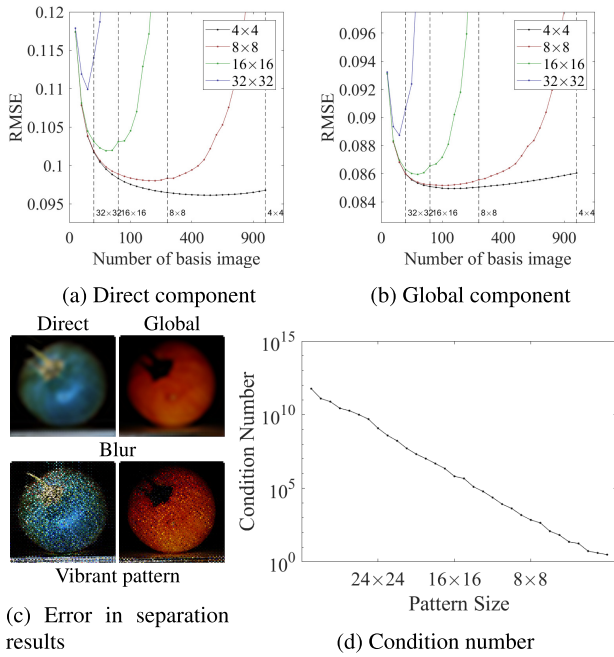 0.12
0.115
0.11
0.105
0.1
0.095
RMSE
4×4
8×8
16×16
32×32
32×32
16×16
8×8
4×4
0
100
400
900
Number of basis image
(a) Direct component
0.096
0.094
0.092
0.09
0.088
0.086
0.084
RMSE
4×4
8×8
16×16
32×32
32×32
16×16
8×8
4×4
0
100
400
900
Number of basis image
(b) Global component
Direct
Global
Blur
Vibrant pattern
(c) Error in separation
results
10^15
10^10
10^5
10^0
Condition Number
24×24
16×16
8×8
Pattern Size
(d) Condition number